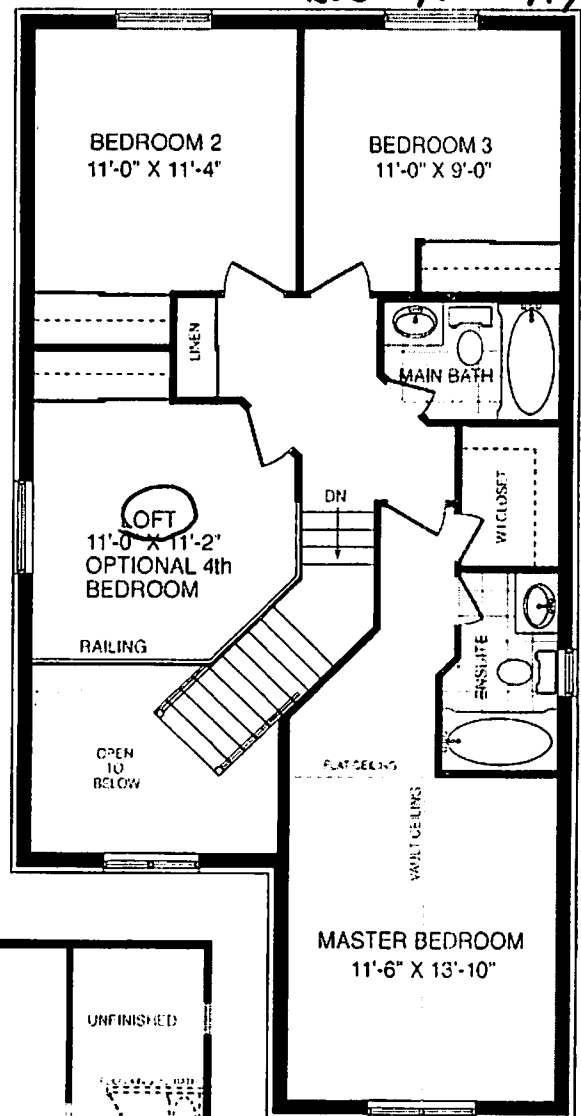 BEDROOM 2
11'-0" X 11'-4"
BEDROOM 3
11'-0" X 9'-0"
LINEN
MAIN BATH
DN
W I CLOSET
LOFT
11'-0" X 11'-2"
OPTIONAL 4th
BEDROOM
RAILING
ENSUITE
OPEN
TO
BELOW
FLAT CEILING
VAULT CEILING
MASTER BEDROOM
11'-6" X 13'-10"
UNFINISHED